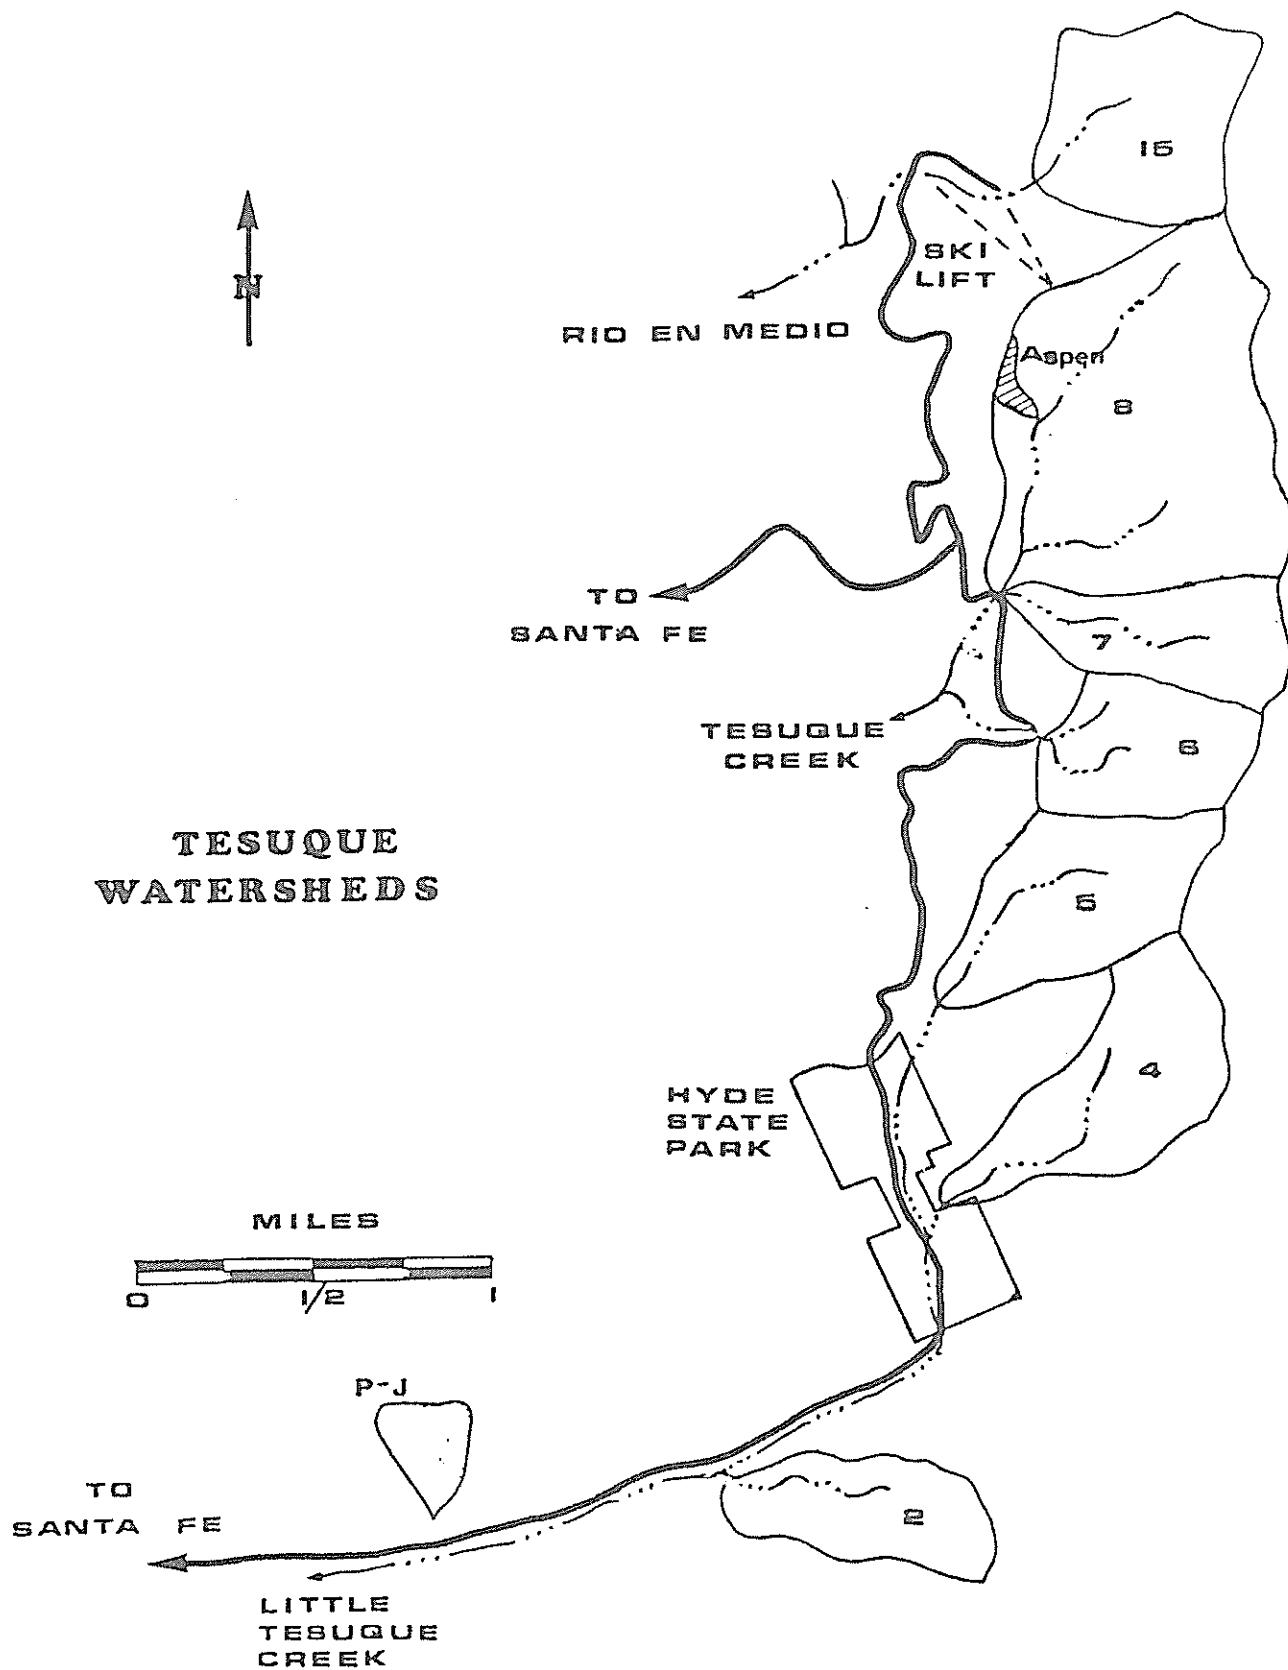 15
N
SKI
LIFT
RIO EN MEDIO
Aspen
8
TO
SANTA FE
7
TESUQUE
CREEK
6
TESUQUE
WATERSHEDS
5
4
HYDE
STATE
PARK
MILES
0 1/2 1
P-J
TO
SANTA FE
2
LITTLE
TESUQUE
CREEK